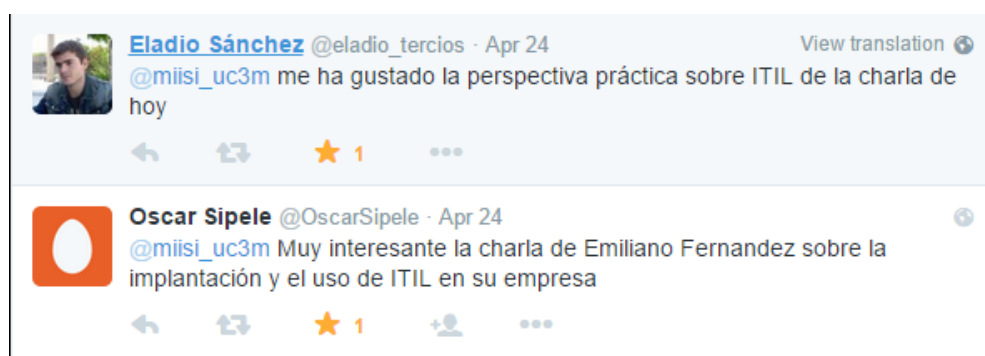 Eladio Sánchez @eladio_tercios · Apr 24 View translation
@miisi_uc3m me ha gustado la perspectiva práctica sobre ITIL de la charla de
hoy
1
Oscar Sipele @OscarSipele · Apr 24
@miisi_uc3m Muy interesante la charla de Emiliano Fernandez sobre la
implantación y el uso de ITIL en su empresa
1